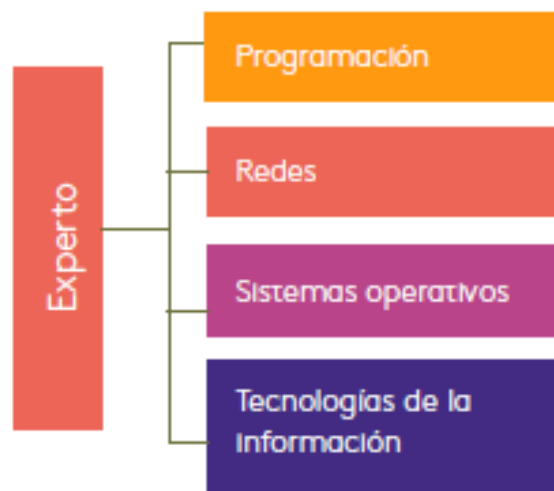 Experto
Programación
Redes
Sistemas operativos
Tecnologías de la
información